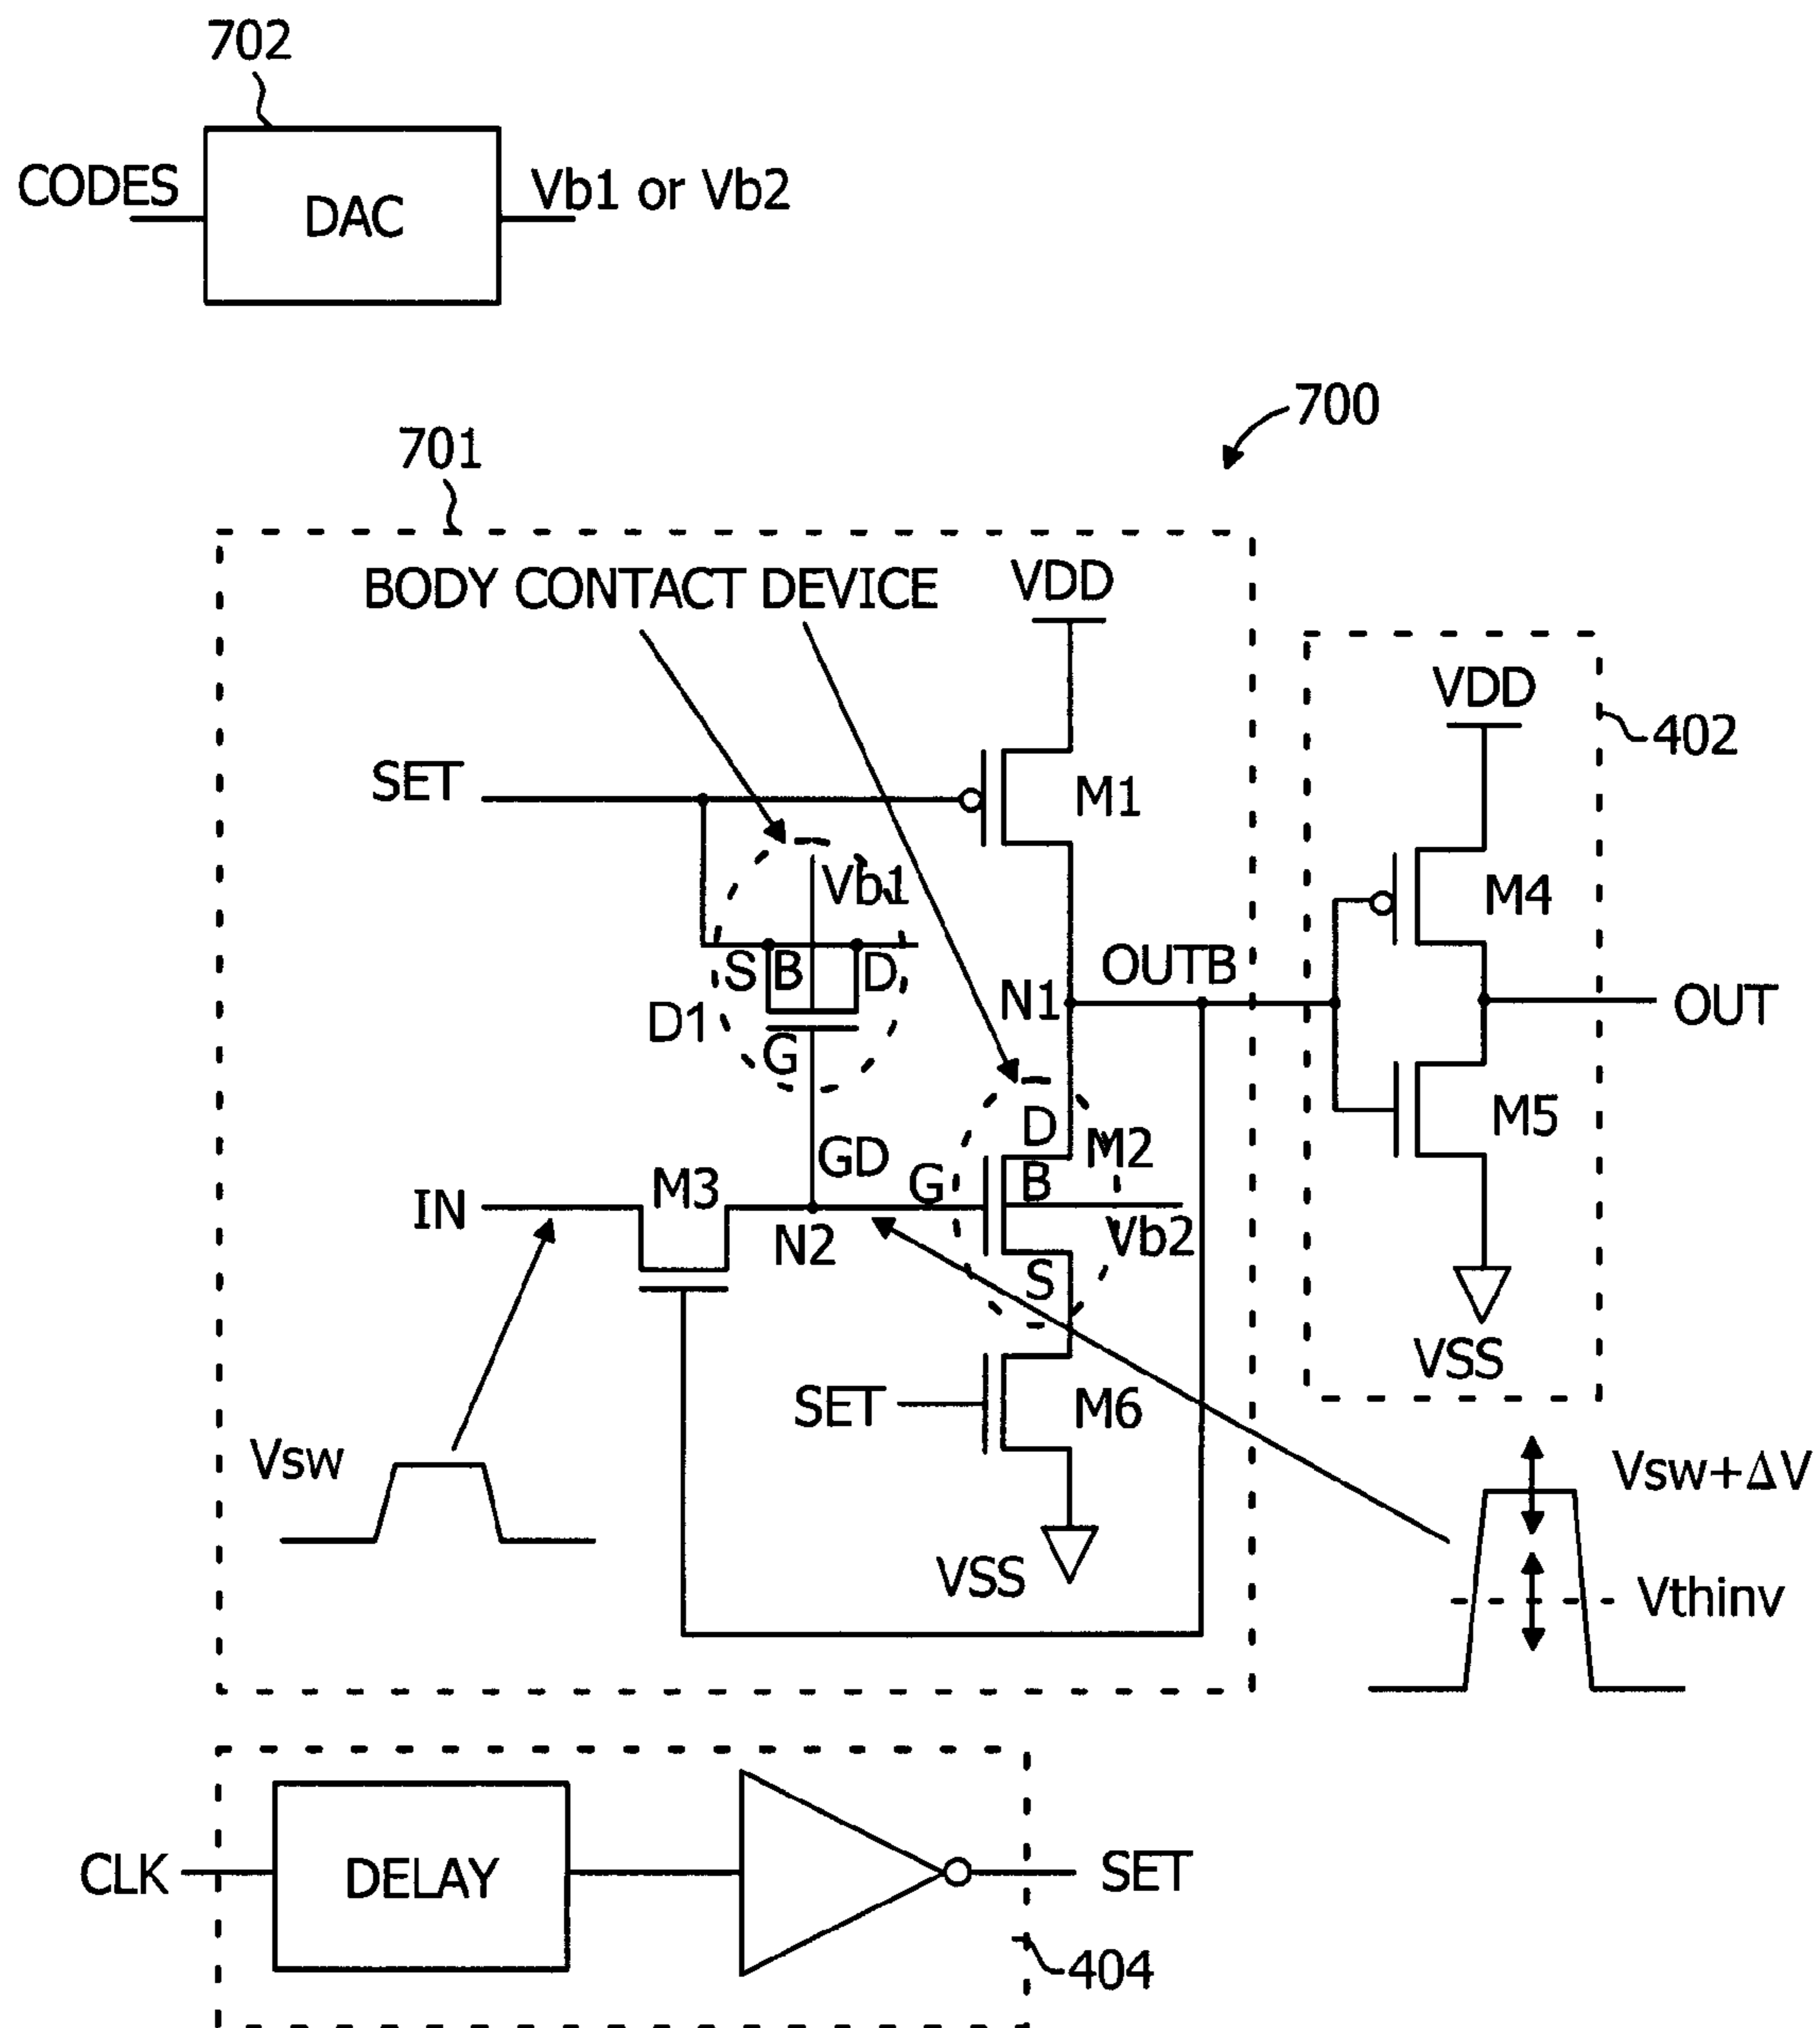 702
CODES
DAC
Vb1 or Vb2
700
701
BODY CONTACT DEVICE
VDD
VDD
402
SET
M1
Vb1
M4
S
B
D
OUTB
N1
D1
OUT
G
D
M2
M5
GD
G
B
M3
IN
N2
Vb2
S
VSS
SET
M6
Vsw
Vsw+ΔV
VSS
Vthinv
CLK
DELAY
SET
404